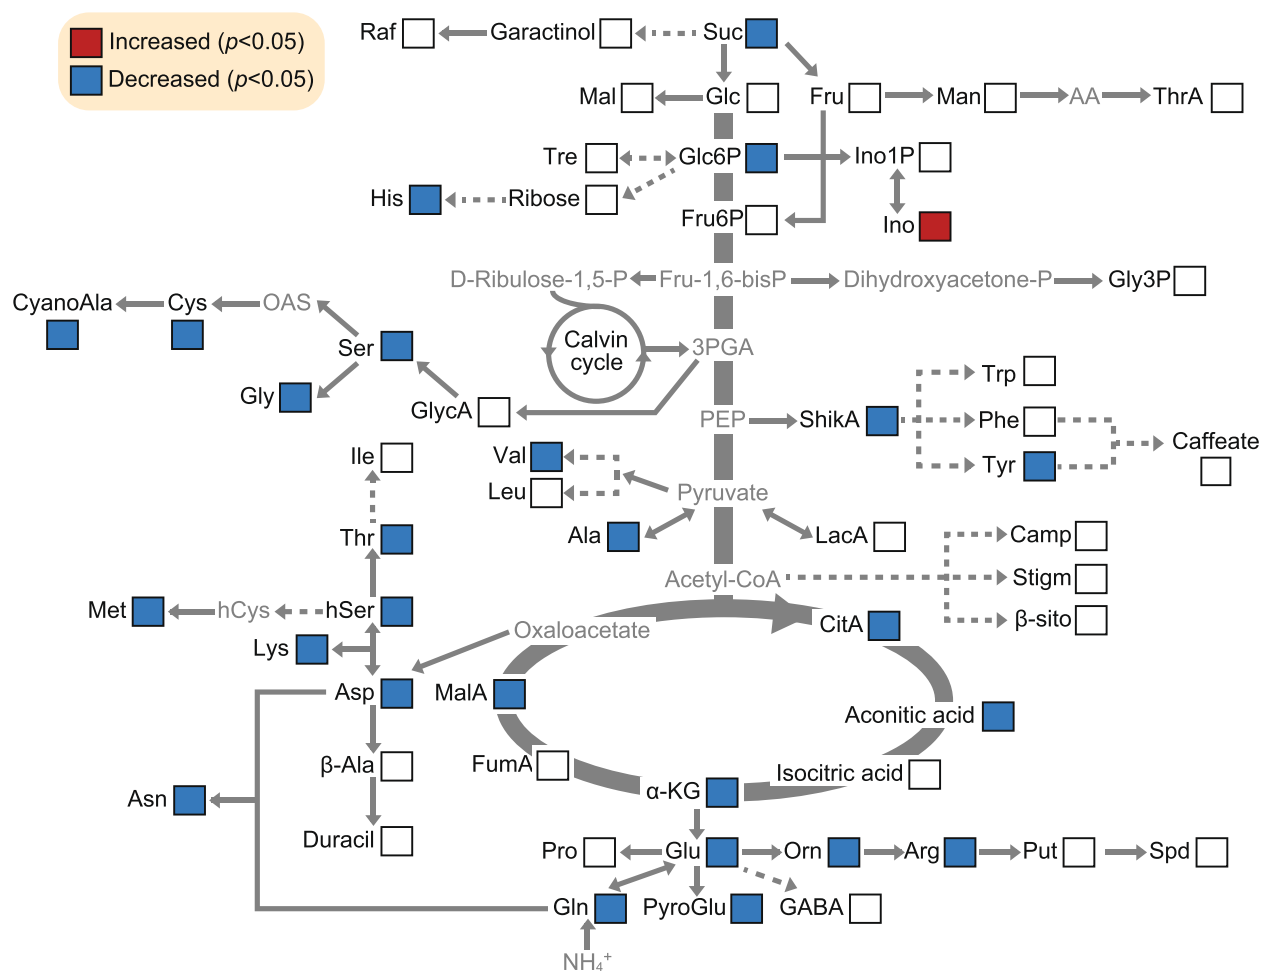 Increased (p<0.05)
Decreased (p<0.05)
Raf
Garactinol
Suc
Mal
Glc
Fru
Man
AA
ThrA
Tre
Glc6P
Ino1P
His
Ribose
Fru6P
Ino
D-Ribulose-1,5-P
Fru-1,6-bisP
Dihydroxyacetone-P
Gly3P
CyanoAla
Cys
OAS
Ser
Calvin
cycle
3PGA
Gly
GlycA
PEP
ShikA
Trp
Phe
Tyr
Caffeate
Ile
Val
Leu
Pyruvate
Thr
Ala
LacA
Camp
Acetyl-CoA
Stigm
β-sito
Met
hCys
hSer
Oxaloacetate
CitA
Lys
Asp
MalA
Aconitic acid
β-Ala
FumA
Isocitric acid
α-KG
Asn
Duracil
Pro
Glu
Orn
Arg
Put
Spd
Gln
PyroGlu
GABA
NH₄⁺